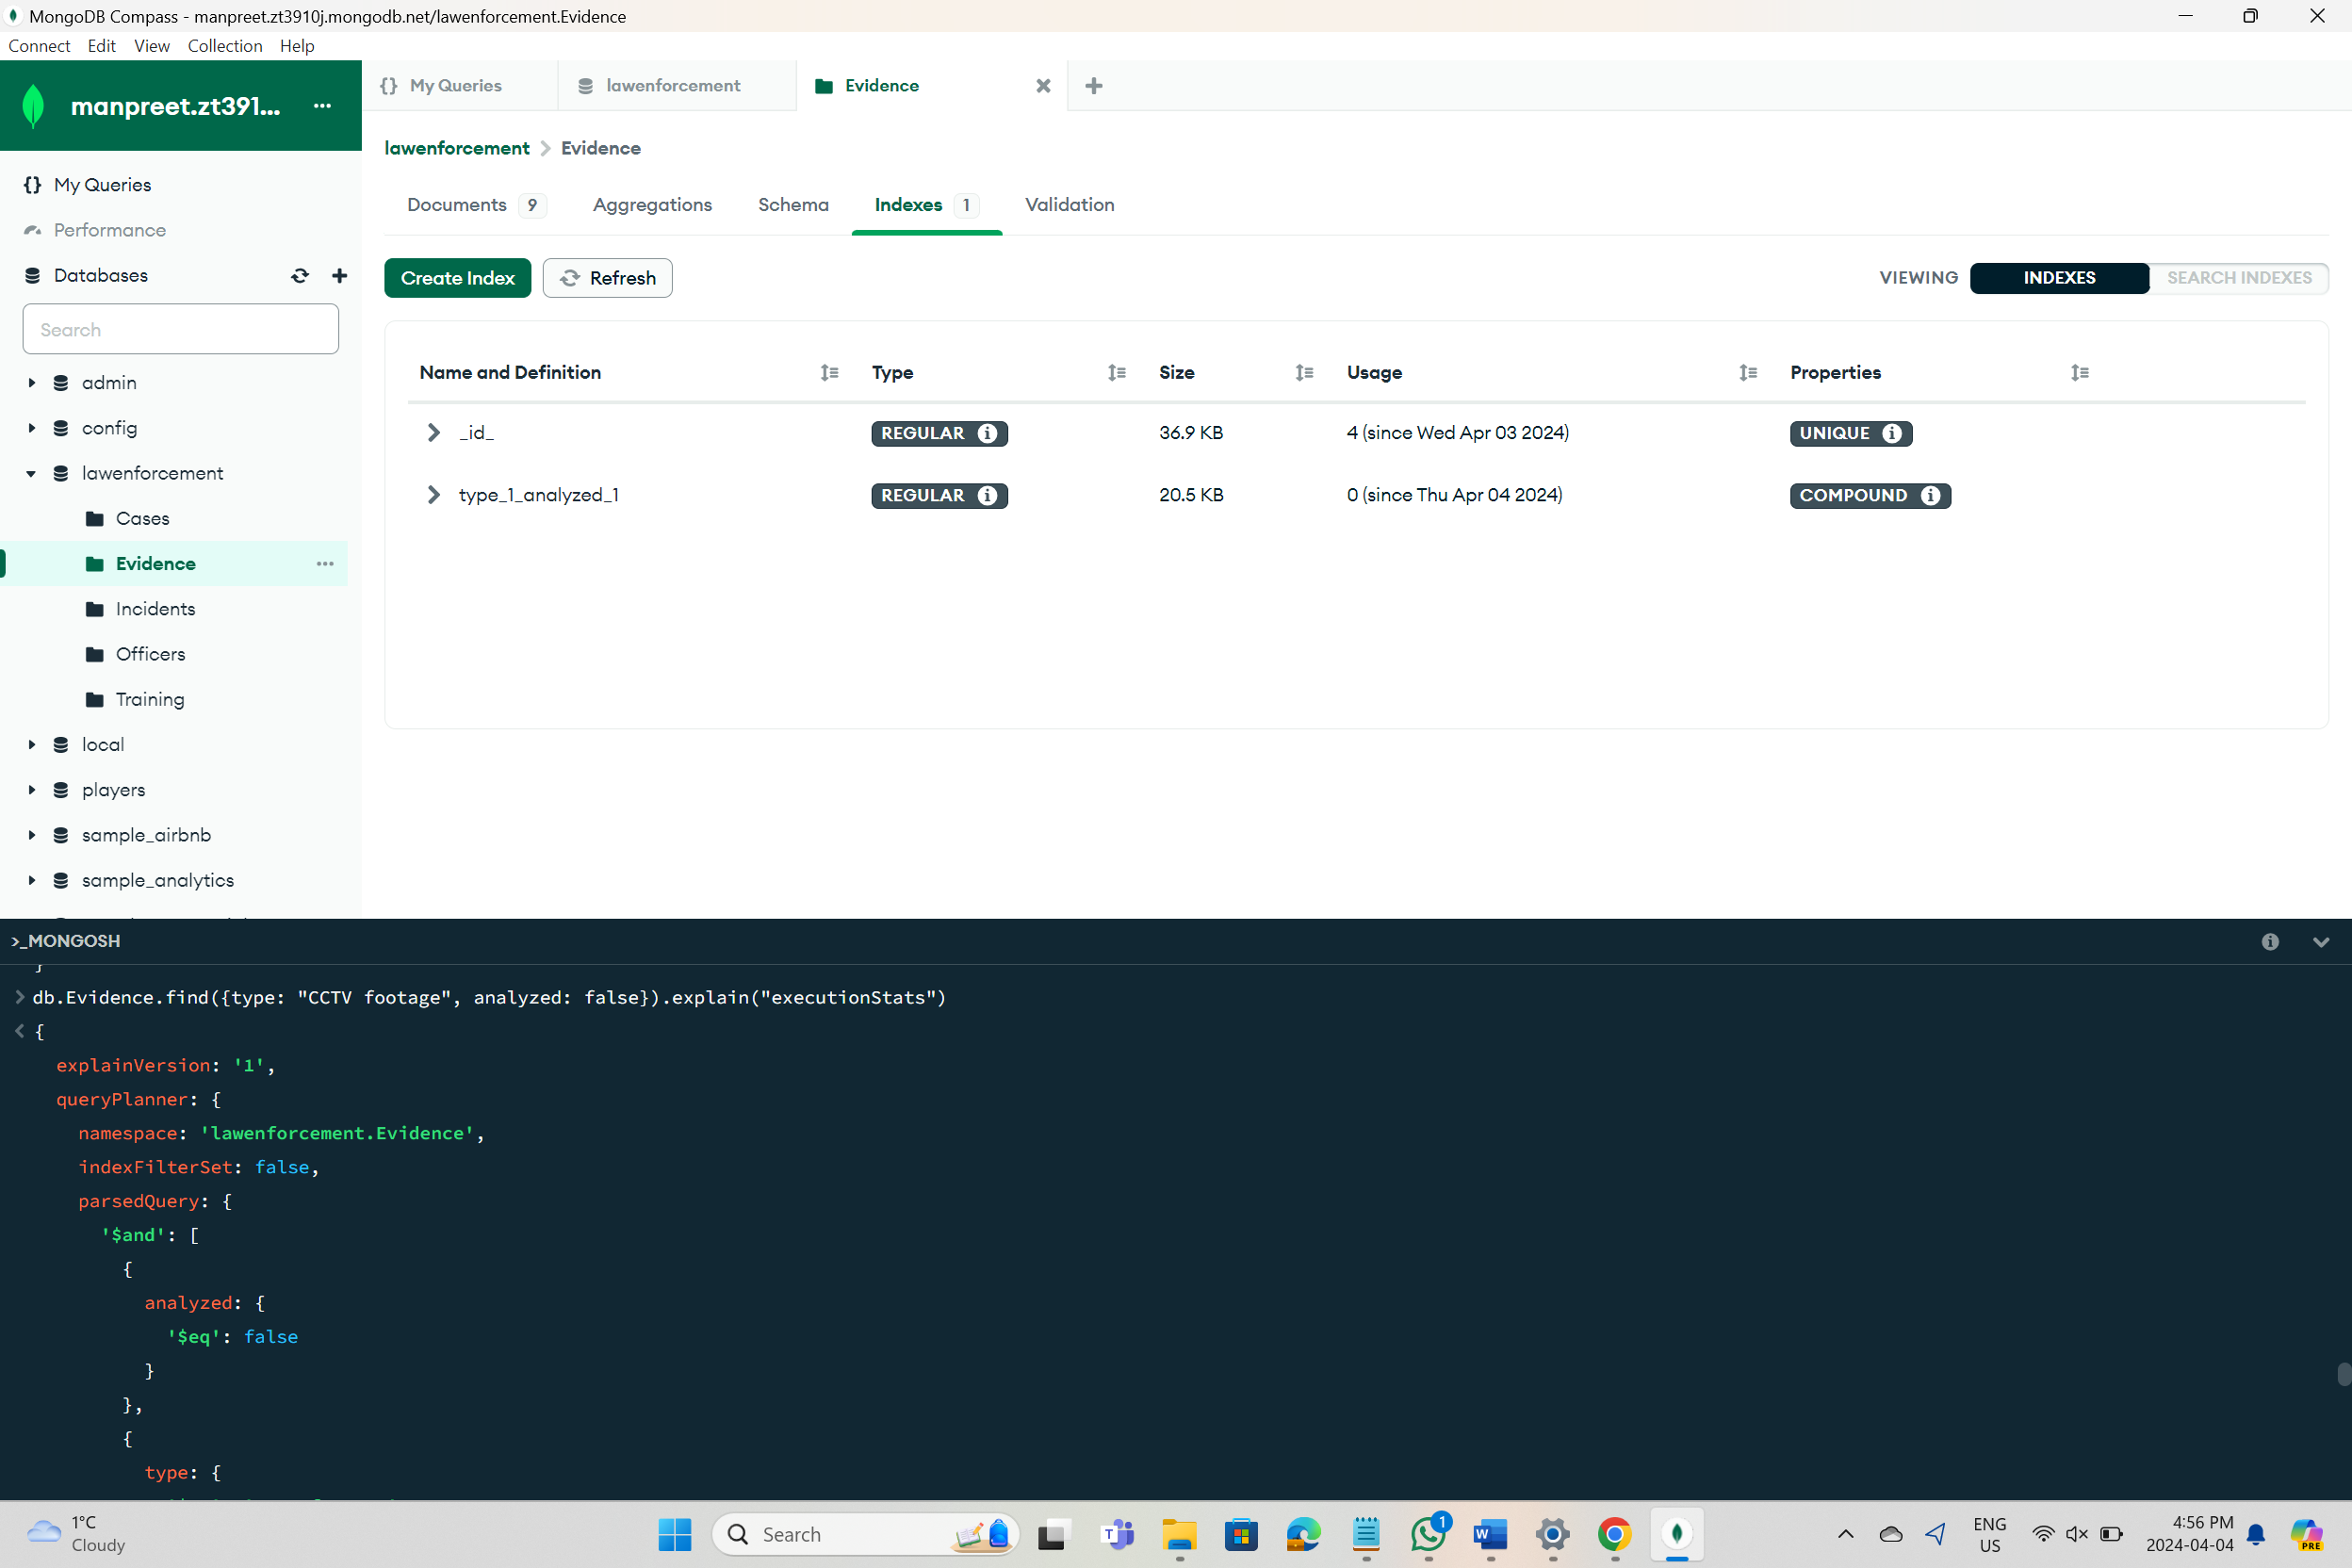 MongoDB Compass - manpreet.zt3910j.mongodb.net/lawenforcement.Evidence
Connect Edit View Collection Help
manpreet.zt391... ...
{} My Queries
lawenforcement
Evidence
lawenforcement > Evidence
{} My Queries
Performance
Databases
Search
admin
config
lawenforcement
Cases
Evidence
Incidents
Officers
Training
local
players
sample_airbnb
sample_analytics
Documents 9 Aggregations Schema Indexes 1 Validation
Create Index Refresh VIEWING INDEXES SEARCH INDEXES
Name and Definition Type Size Usage Properties
_id_ REGULAR 36.9 KB 4 (since Wed Apr 03 2024) UNIQUE
type_1_analyzed_1 REGULAR 20.5 KB 0 (since Thu Apr 04 2024) COMPOUND
>_MONGOSH
}
> db.Evidence.find({type: "CCTV footage", analyzed: false}).explain("executionStats")
< {
explainVersion: '1',
queryPlanner: {
namespace: 'lawenforcement.Evidence',
indexFilterSet: false,
parsedQuery: {
'$and': [
{
analyzed: {
'$eq': false
}
},
{
type: {
1°C
Cloudy
Search
1
ENG
US
4:56 PM
2024-04-04
PRE